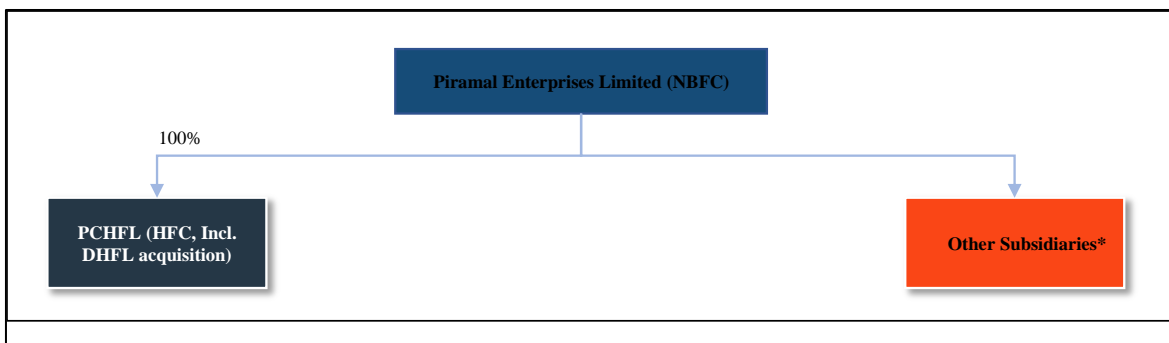 Piramal Enterprises Limited (NBFC)
100%
PCHFL (HFC, Incl.
DHFL acquisition)
Other Subsidiaries*